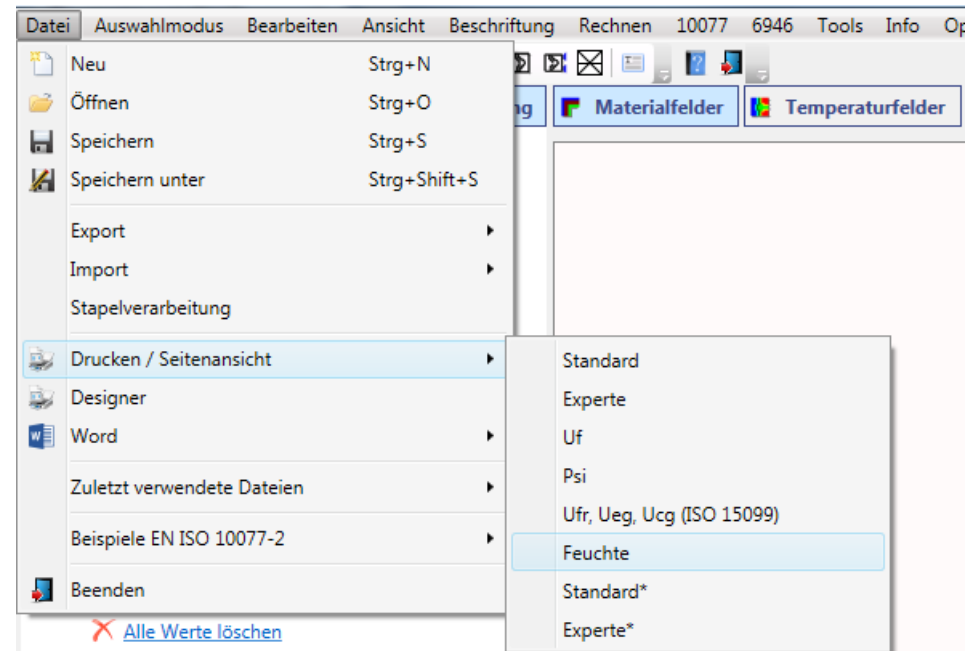 Datei Auswahlmodus Bearbeiten Ansicht Beschriftung Rechnen 10077 6946 Tools Info Op
Neu Strg+N
Öffnen Strg+O
Speichern Strg+S
Speichern unter Strg+Shift+S
Export
Import
Stapelverarbeitung
Drucken / Seitenansicht
Designer
Word
Zuletzt verwendete Dateien
Beispiele EN ISO 10077-2
Beenden
Alle Werte löschen
ng Materialfelder Temperaturfelder
Standard
Experte
Uf
Psi
Ufr, Ueg, Ucg (ISO 15099)
Feuchte
Standard*
Experte*